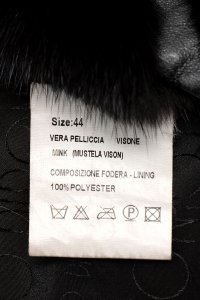 Size:44
VERA PELLICCIA VISONE
MINK (MUSTELA VISON)
COMPOSIZIONE FODERA - LINING
100% POLYESTER
P